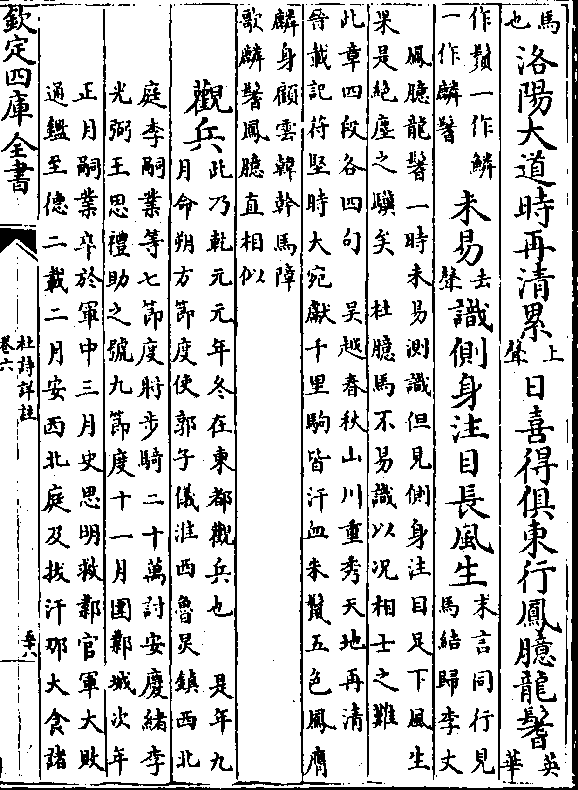 馬也洛陽大道時再清累上聲日喜得俱東行鳳臆龍鬐英華
作鬚一作鱗一作麟鬐未易去聲識側身注目長風生末言同行見馬結歸李丈
鳳臆龍鬐一時未易測識但見側身注目足下風生
果是絶塵之驥矣 杜臆馬不易識以况相士之難
此章四段各四句 吳越春秋山川重秀天地再清
晉載記苻堅時大宛獻千里駒皆汗血朱鬛五色鳳膺
麟身顧雲韓幹馬障
歌麟鬐鳳臆直相似
觀兵此乃乾元元年冬在東都觀兵也 是年九
月命朔方節度使郭子儀淮西魯炅鎮西北
庭李嗣業等七節度將步騎二十萬討安慶緒李
光弼王思禮助之號九節度十一月圍鄴城次年
正月嗣業卒於軍中三月史思明救鄴官軍大敗
通鑑至德二載二月安西北庭及拔汗那大食諸
欽定四庫全書
杜詩詳註
卷六